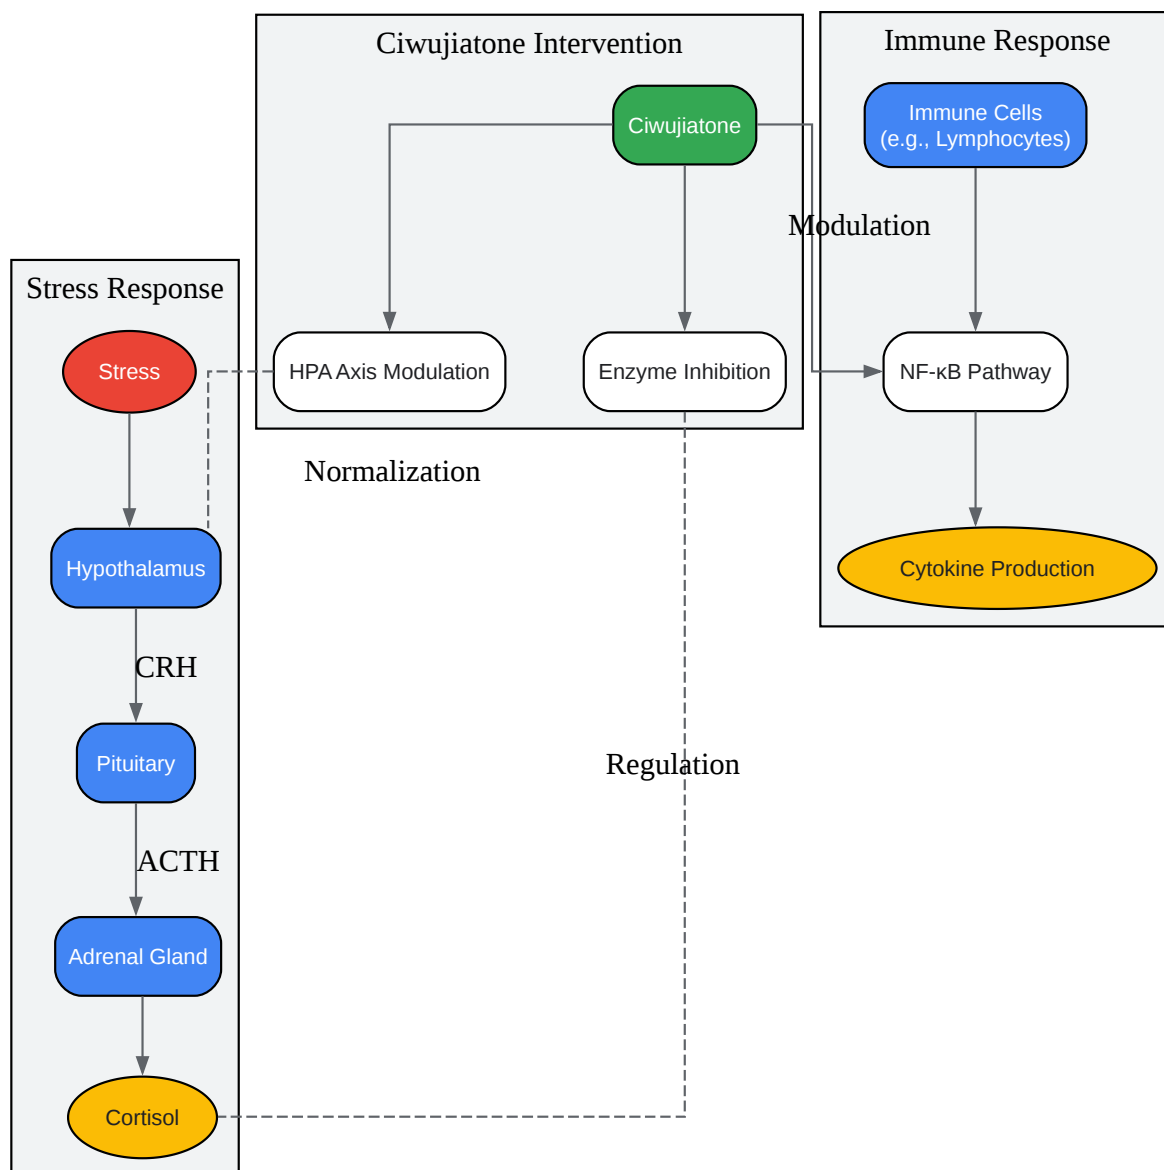 Ciwujiatone Intervention
Immune Response
Ciwujiatone
Immune Cells
(e.g., Lymphocytes)
Modulation
Stress Response
Stress
HPA Axis Modulation
Enzyme Inhibition
NF-κB Pathway
Normalization
Hypothalamus
Cytokine Production
CRH
Pituitary
Regulation
ACTH
Adrenal Gland
Cortisol